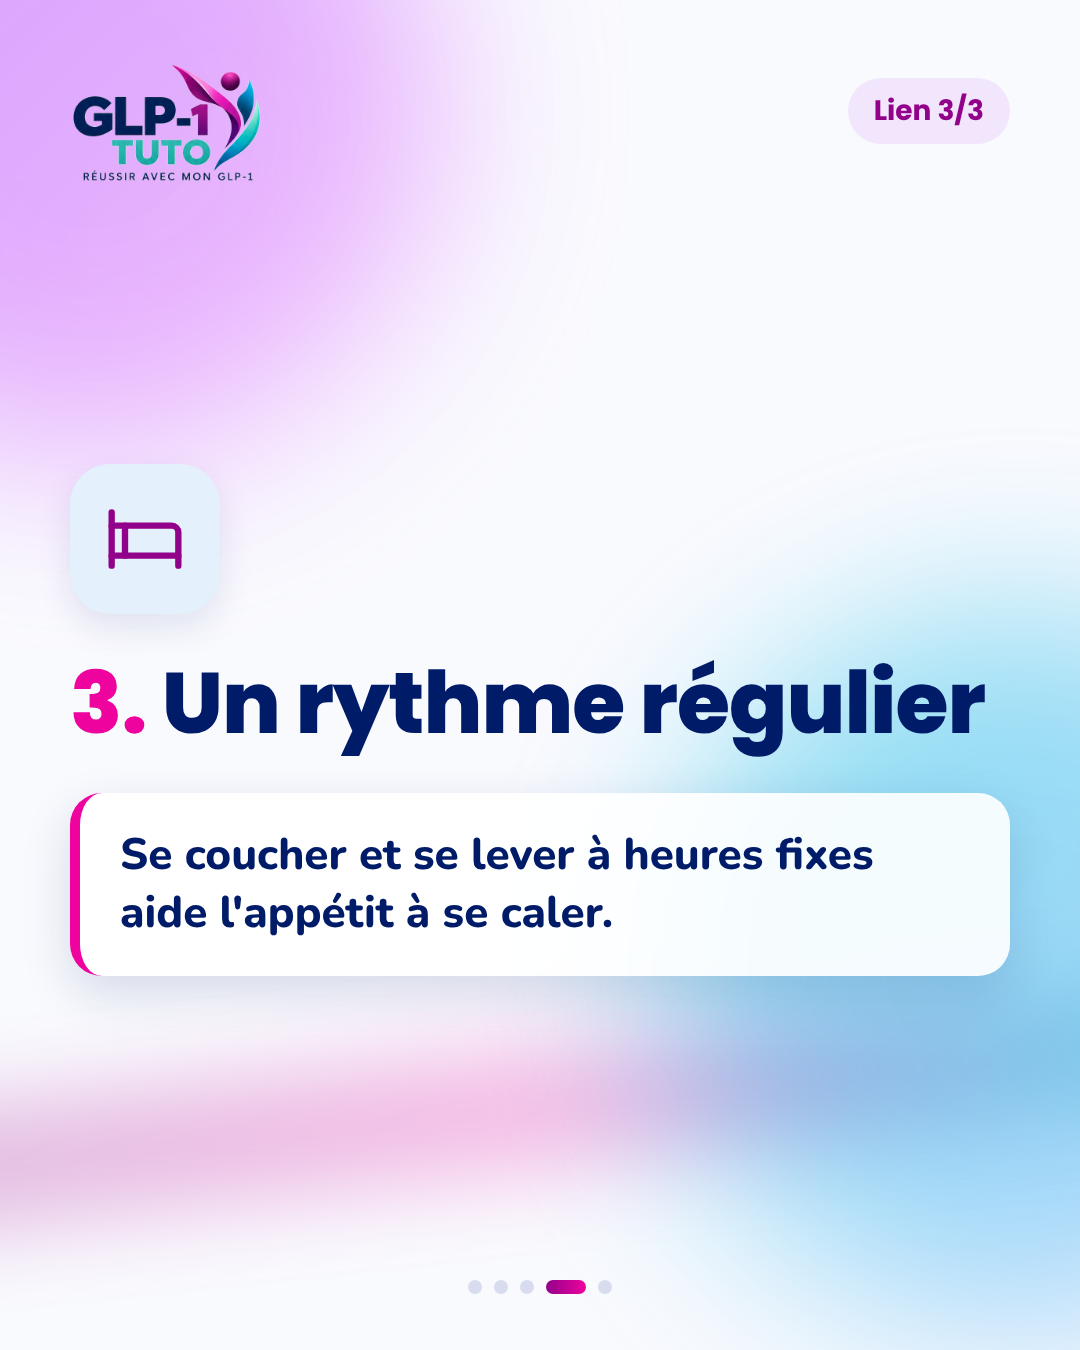 GLP-1
TUTO
RÉUSSIR AVEC MON GLP-1
Lien 3/3
3. Un rythme régulier
Se coucher et se lever à heures fixes
aide l'appétit à se caler.